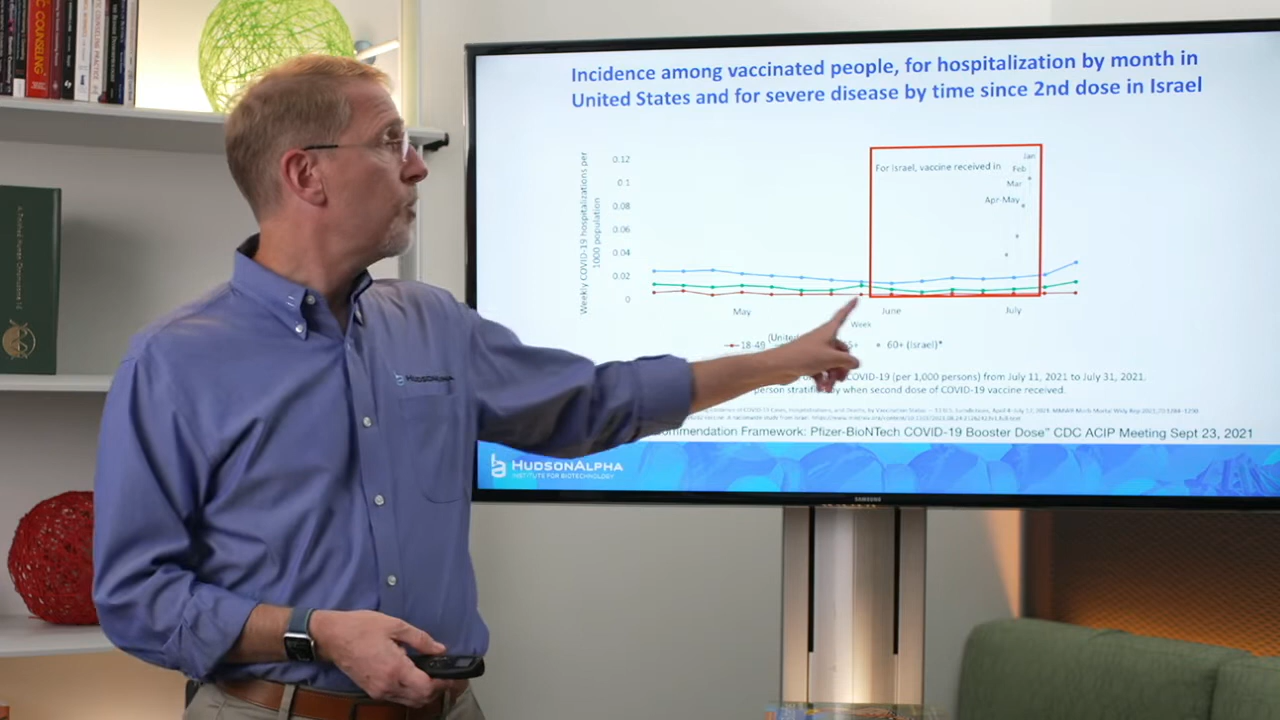 C COUNSELING
Incidence among vaccinated people, for hospitalization by month in
United States and for severe disease by time since 2nd dose in Israel
Weekly COVID-19 hospitalizations per
1000 population
0.12
0.1
0.08
0.06
0.04
0.02
0
For Israel, vaccine received in
Jan
Feb
Mar
Apr-May
May
June
July
Week
(United
18-49
5+
60+ (Israel)*
COVID-19 (per 1,000 persons) from July 11, 2021 to July 31, 2021.
person stratified by when second dose of COVID-19 vaccine received.
ommendation Framework: Pfizer-BioNTech COVID-19 Booster Dose" CDC ACIP Meeting Sept 23, 2021
HUDSONALPHA
INSTITUTE FOR BIOTECHNOLOGY
SAMSUNG
HUDSONALPHA